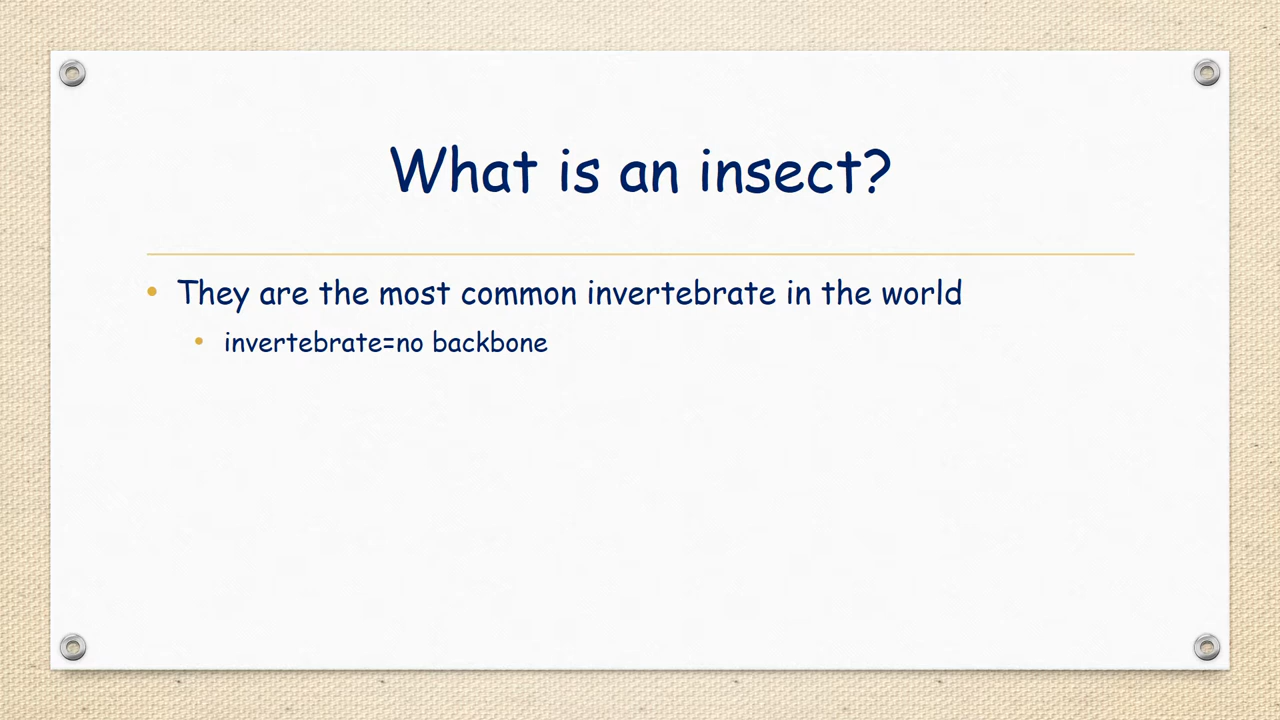 What is an insect?
They are the most common invertebrate in the world
invertebrate=no backbone